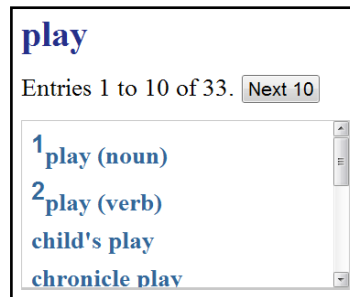 play
Entries 1 to 10 of 33. Next 10
1play (noun)
2play (verb)
child's play
chronicle play